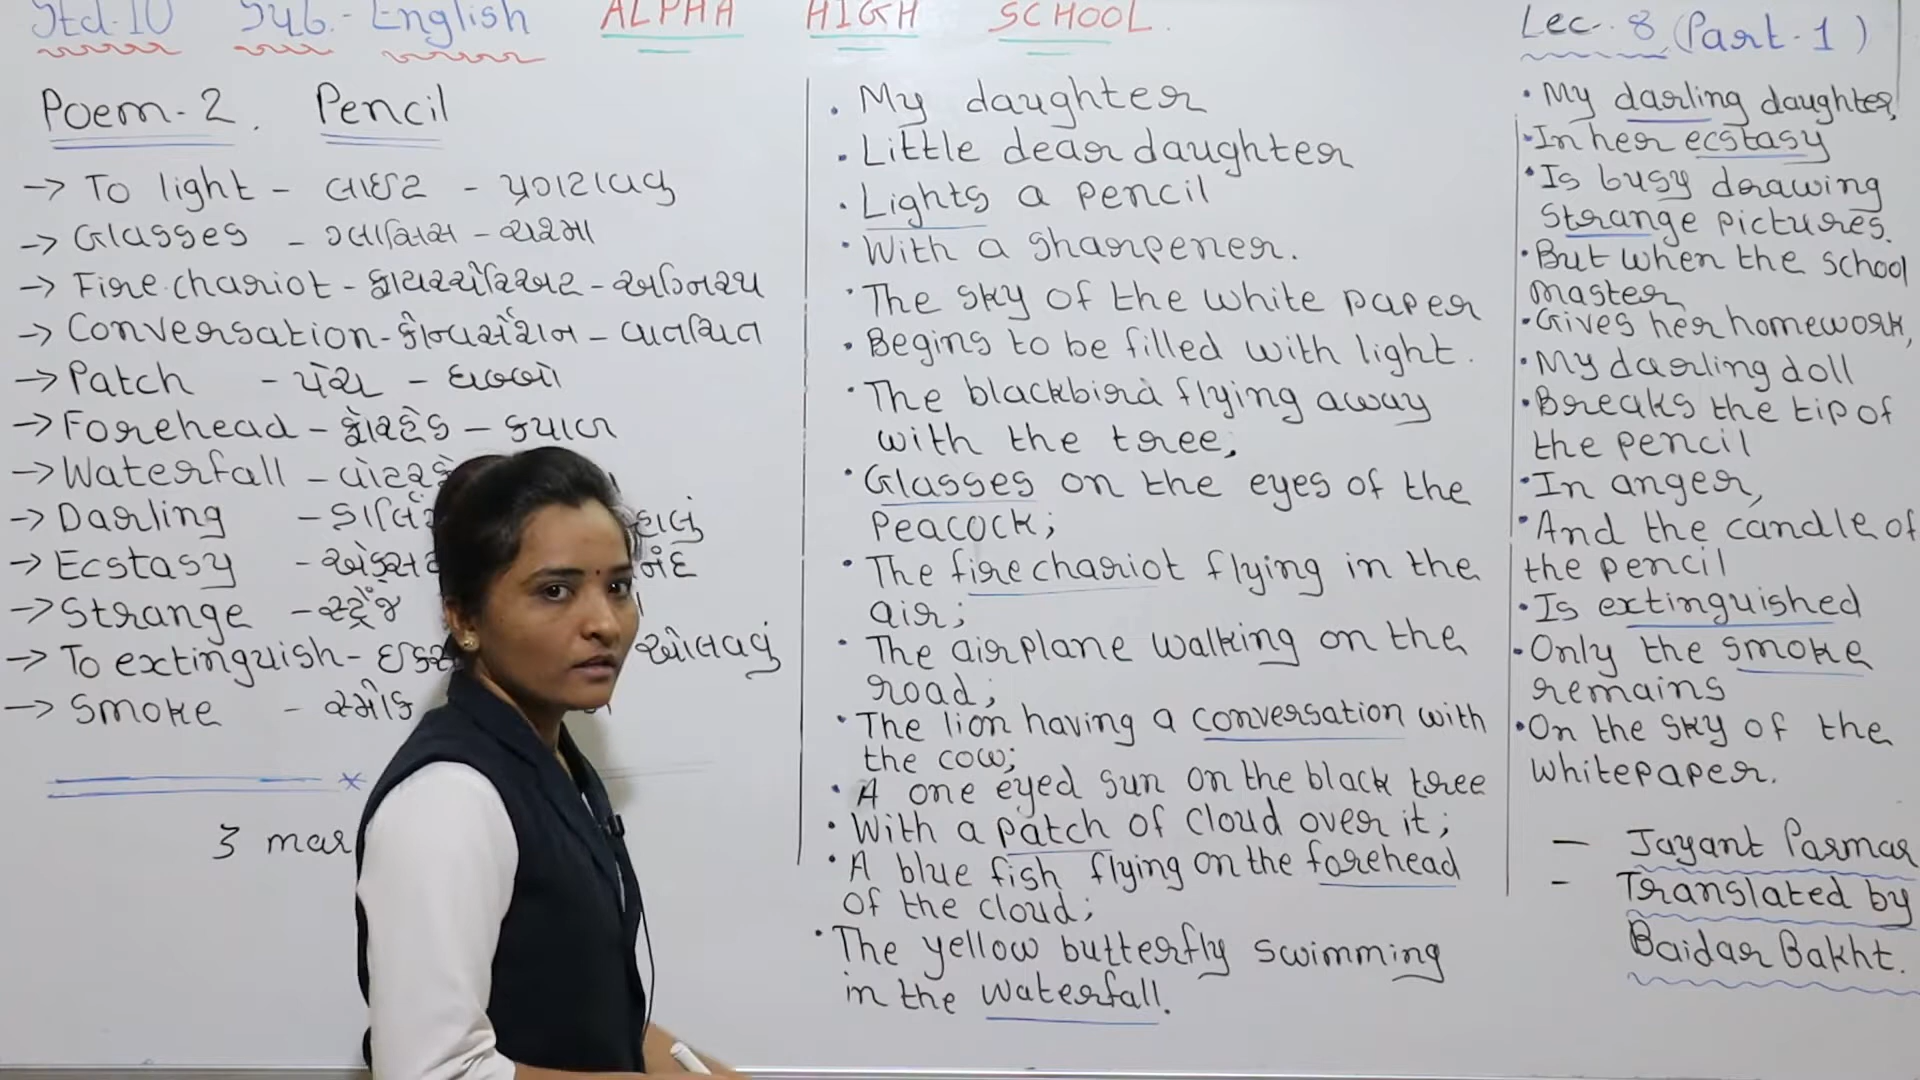 Std-10 Sub.- English ALPHA HIGH SCHOOL. Lec. 8 (Part-1)
Poem-2. Pencil
→ To light - લાઈટ - પ્રગટાવવું
→ Glasses - ગ્લાસિસ - ચશ્મા
→ Fire.chariot - ફાયરચૅરિઅટ - અગ્નિરથ
→ Conversation - કૉન્વર્સેશન - વાતચિત
→ Patch - પૅચ - ધબ્બો
→ Forehead - ફૉરહેડ - કપાળ
→ Waterfall -
→ Darling -
→ Ecstasy -
→ Strange - સ્ટ્રેંજ
→ To extinguish - ઓલવવું
→ Smoke - સ્મોક
3 mar
. My daughter
. Little dear daughter
. Lights a pencil
. With a sharpener.
. The sky of the white paper
. Begins to be filled with light.
. The blackbird flying away
with the tree;
. Glasses on the eyes of the
Peacock;
. The fire chariot flying in the
air;
. The airplane walking on the
road;
. The lion having a conversation with
the cow;
. A one eyed sun on the black tree
. With a patch of cloud over it;
. A blue fish flying on the forehead
of the cloud;
. The yellow butterfly swimming
in the waterfall.
. My darling daughter,
. In her ecstasy
. Is busy drawing
strange pictures.
. But when the school
master
. Gives her homework,
. My darling doll
. Breaks the tip of
the pencil
. In anger,
. And the candle of
the pencil
. Is extinguished
. Only the smoke
remains
. On the sky of the
whitepaper.
— Jayant Parmar
- Translated by
Baidar Bakht.